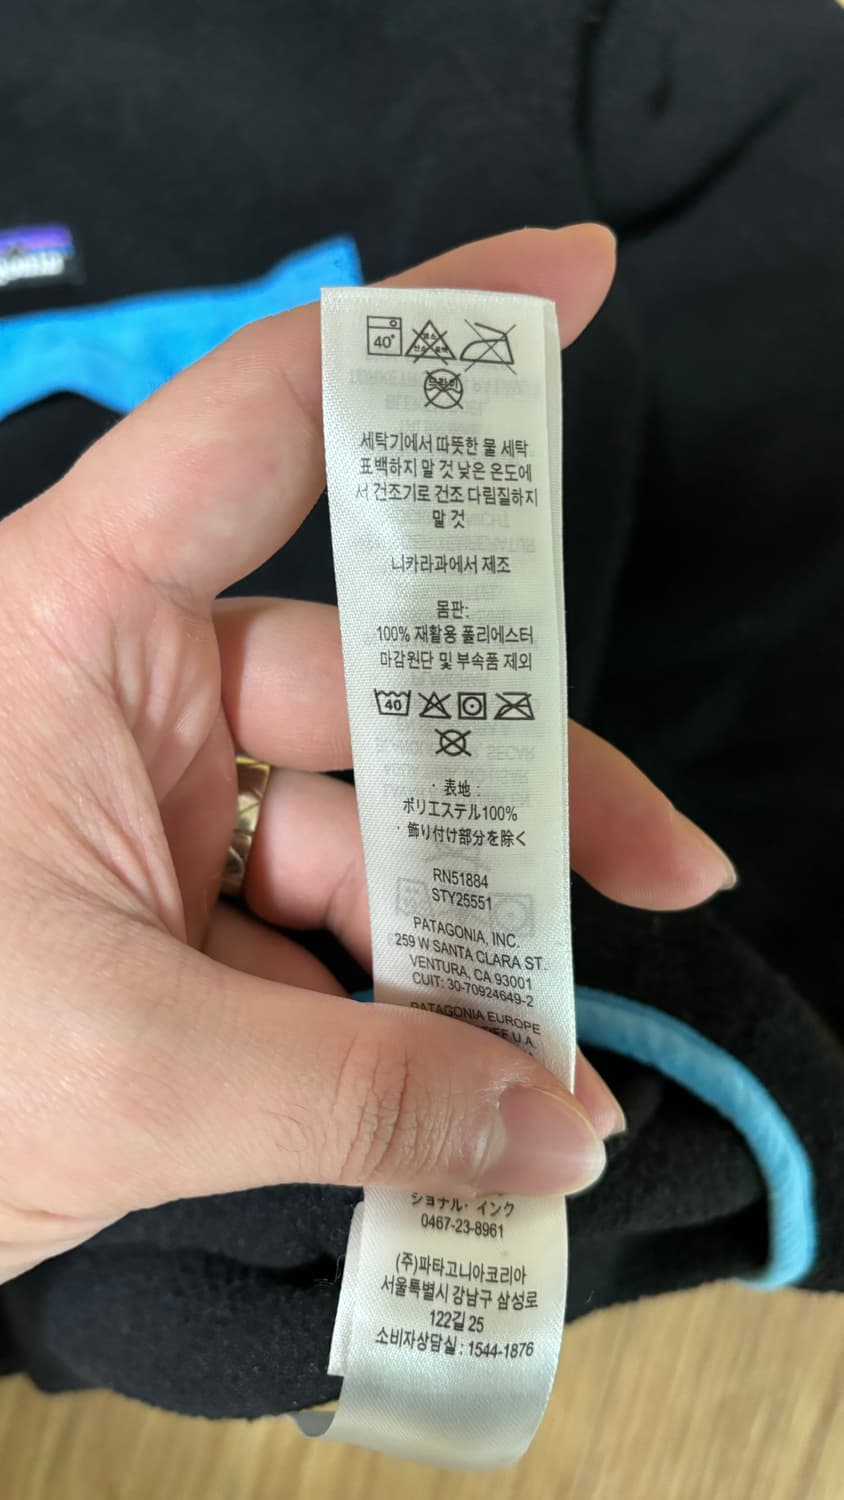 40°
세탁기에서 따뜻한 물 세탁
표백하지 말 것 낮은 온도에
서 건조기로 건조 다림질하지
말 것
니카라과에서 제조
몸판:
100% 재활용 폴리에스터
마감원단 및 부속품 제외
40
・表地 :
ポリエステル100%
・飾り付け部分を除く
RN51884
STY25551
PATAGONIA, INC.
259 W SANTA CLARA ST.
VENTURA, CA 93001
CUIT: 30-70924649-2
PATAGONIA EUROPE
U.A.
ショナル・インク
0467-23-8961
(주)파타고니아코리아
서울특별시 강남구 삼성로
122길 25
소비자상담실 : 1544-1876